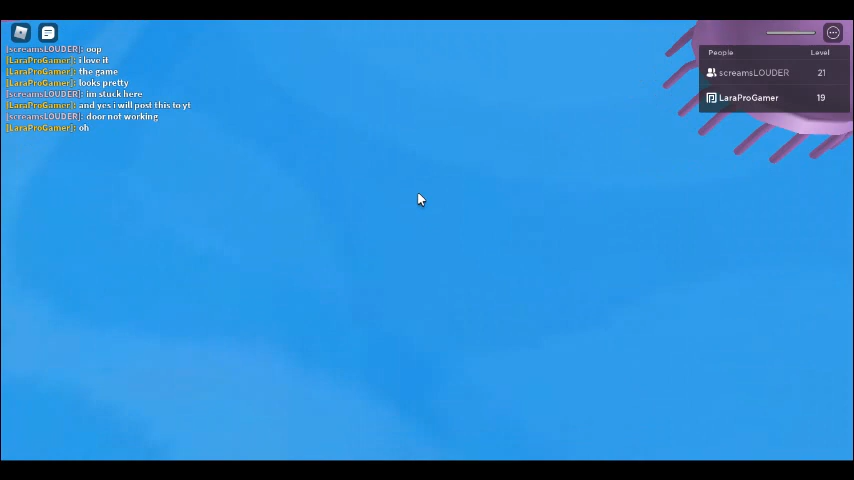 [screamsLOUDER]: oop
[LaraProGamer]: i love it
[LaraProGamer]: the game
[LaraProGamer]: looks pretty
[screamsLOUDER]: im stuck here
[LaraProGamer]: and yes i will post this to yt
[screamsLOUDER]: door not working
[LaraProGamer]: oh
People Level
screamsLOUDER 21
LaraProGamer 19